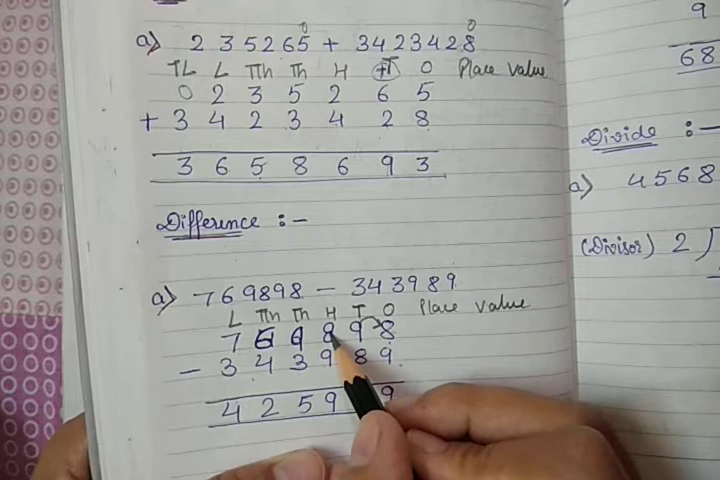 a) 235265 + 3423428
TL L TTh Th H T O Place value
0 2 3 5 2 6 5
+ 3 4 2 3 4 2 8
3 6 5 8 6 9 3
Difference :-
a) 769898 - 343989
L TTh Th H T O Place value
7 6 9 8 9 8
- 3 4 3 9 8 9
4 2 5 9 9
9
68
Divide :-
a) 4568
(Divisor) 2